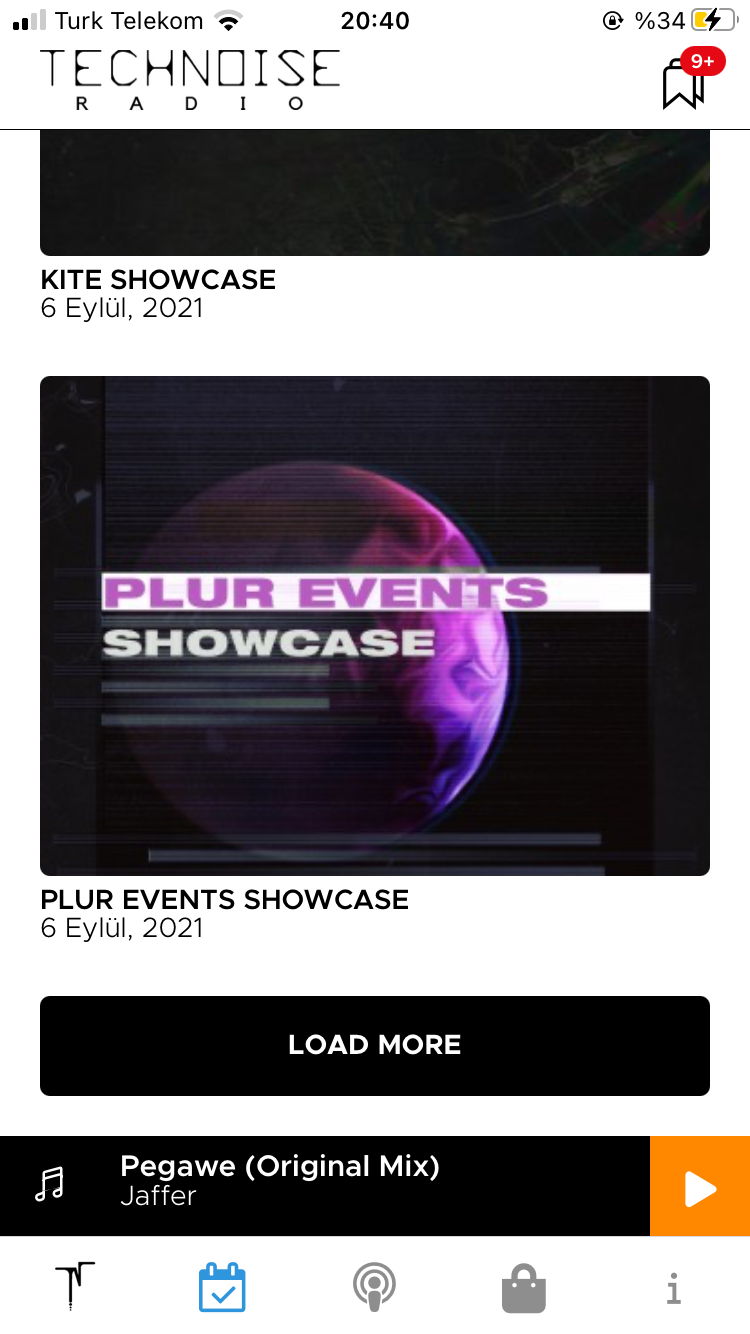 Turk Telekom 20:40 %34
TECHNOISE
RADIO
9+
KITE SHOWCASE
6 Eylül, 2021
PLUR EVENTS
SHOWCASE
PLUR EVENTS SHOWCASE
6 Eylül, 2021
LOAD MORE
Pegawe (Original Mix)
Jaffer